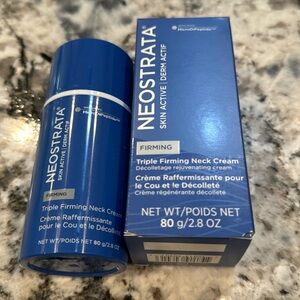 NEOSTRATA®
SKIN ACTIVE | DERM ACTIF
FIRMING
Triple Firming Neck Cream
Crème Raffermissante
pour le Cou et le Décolleté
NET WT/POIDS NET 80 g/2.8 OZ
NEOSTRATA®
SKIN ACTIVE | DERM ACTIF
FIRMING
Triple Firming Neck Cream
Décolletage rejuvenating cream
Crème Raffermissante pour
le Cou et le Décolleté
Crème régénérante décolleté
NET WT/POIDS NET
80 g/2.8 OZ